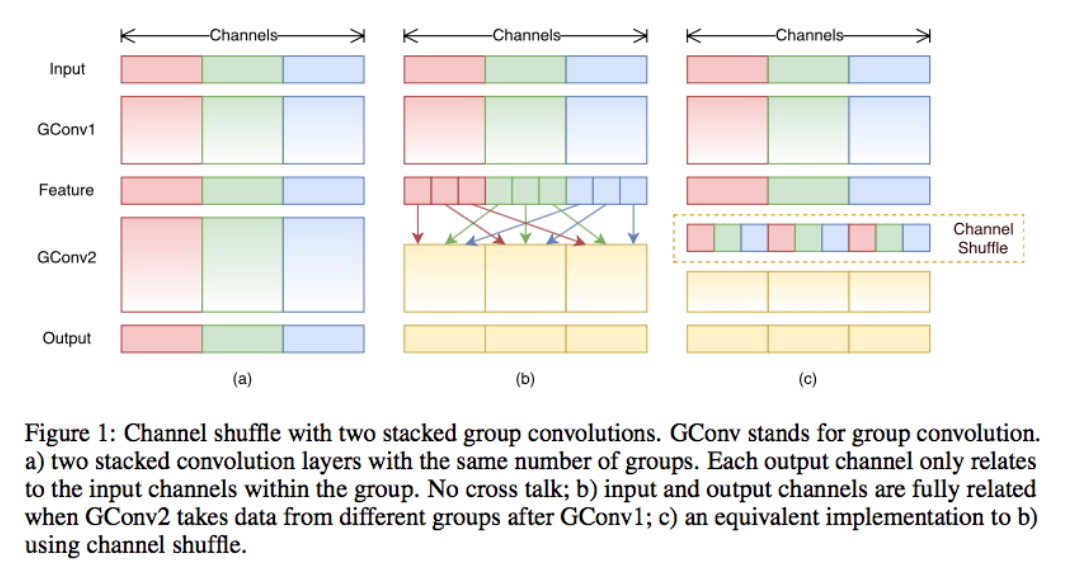 Channels Channels Channels
Input
GConv1
Feature
Channel
Shuffle
GConv2
Output
(a) (b) (c)
Figure 1: Channel shuffle with two stacked group convolutions. GConv stands for group convolution.
a) two stacked convolution layers with the same number of groups. Each output channel only relates
to the input channels within the group. No cross talk; b) input and output channels are fully related
when GConv2 takes data from different groups after GConv1; c) an equivalent implementation to b)
using channel shuffle.